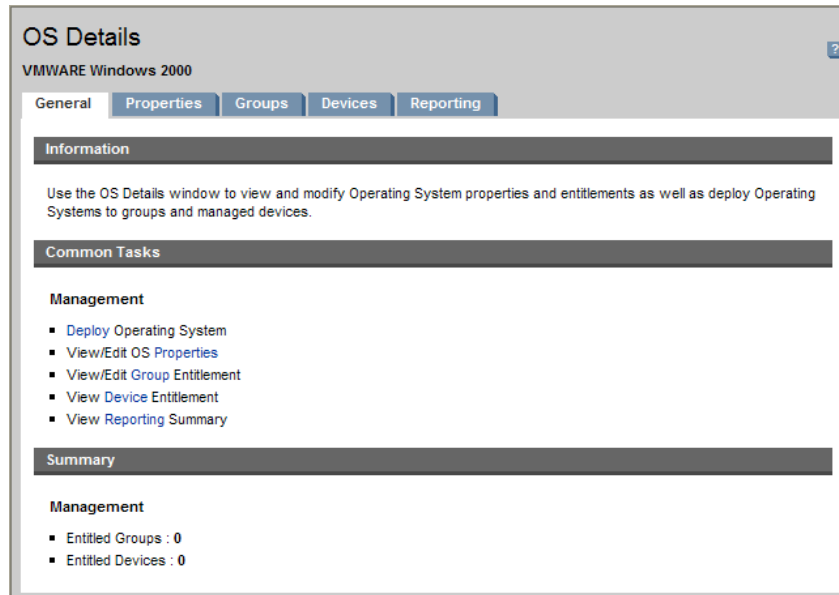 OS Details
?
VMWARE Windows 2000
General Properties Groups Devices Reporting
Information
Use the OS Details window to view and modify Operating System properties and entitlements as well as deploy Operating
Systems to groups and managed devices.
Common Tasks
Management
Deploy Operating System
View/Edit OS Properties
View/Edit Group Entitlement
View Device Entitlement
View Reporting Summary
Summary
Management
Entitled Groups : 0
Entitled Devices : 0